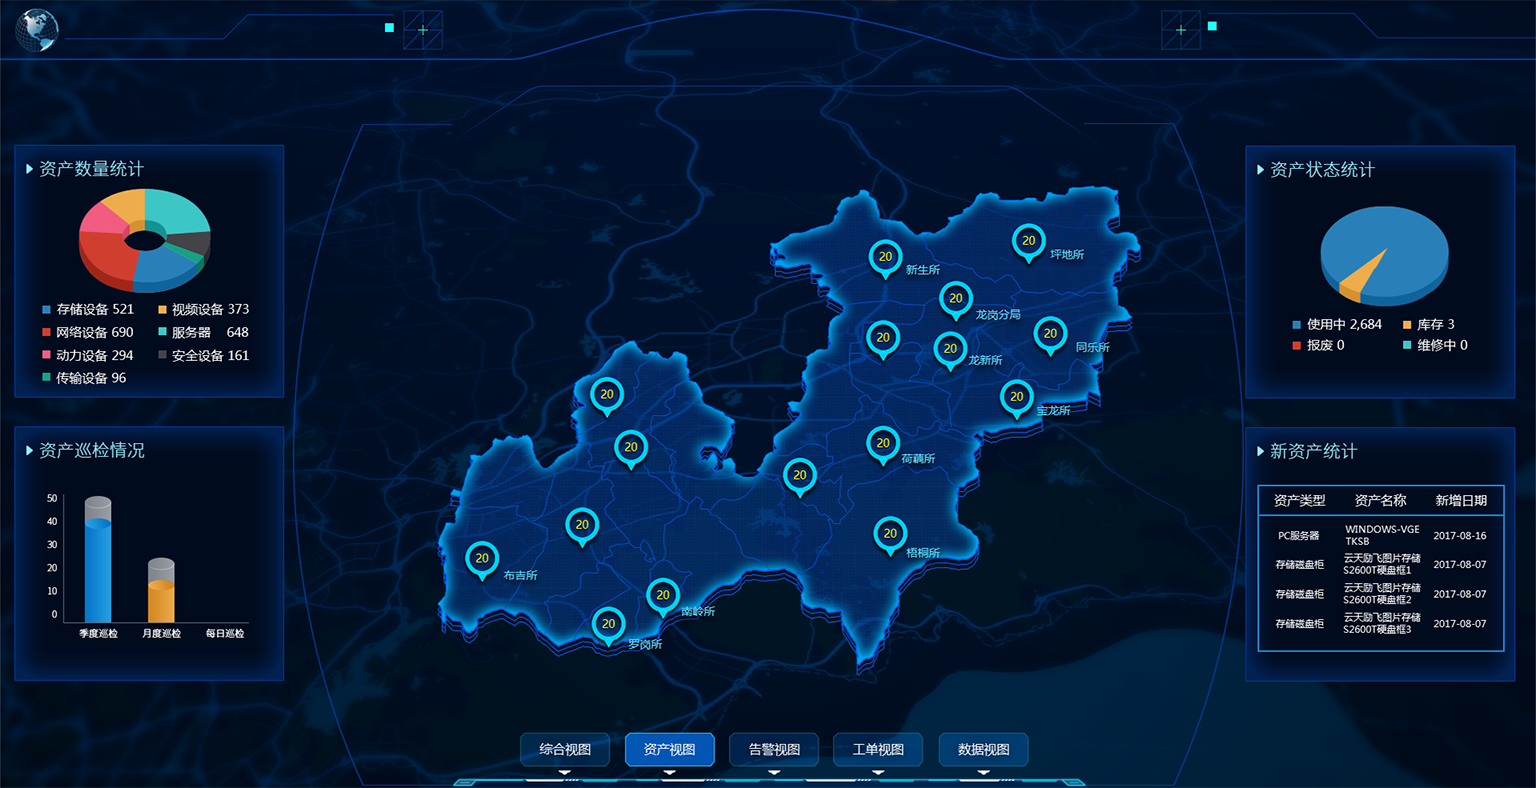 资产数量统计
存储设备 521
视频设备 373
网络设备 690
服务器 648
动力设备 294
安全设备 161
传输设备 96
资产巡检情况
50
40
30
20
10
0
季度巡检
月度巡检
每日巡检
20
新生所
20
坪地所
20
龙岗分局
20
20
龙新所
20
同乐所
20
宝龙所
20
20
20
荷藕所
20
20
梧桐所
20
20
布吉所
20
南岭所
20
罗岗所
资产状态统计
使用中 2,684
库存 3
报废 0
维修中 0
新资产统计
资产类型 资产名称 新增日期
PC服务器 WINDOWS-VGE 2017-08-16
TKSB
存储磁盘柜 云天励飞图片存储 2017-08-07
S2600T硬盘框1
存储磁盘柜 云天励飞图片存储 2017-08-07
S2600T硬盘框2
存储磁盘柜 云天励飞图片存储 2017-08-07
S2600T硬盘框3
综合视图
资产视图
告警视图
工单视图
数据视图